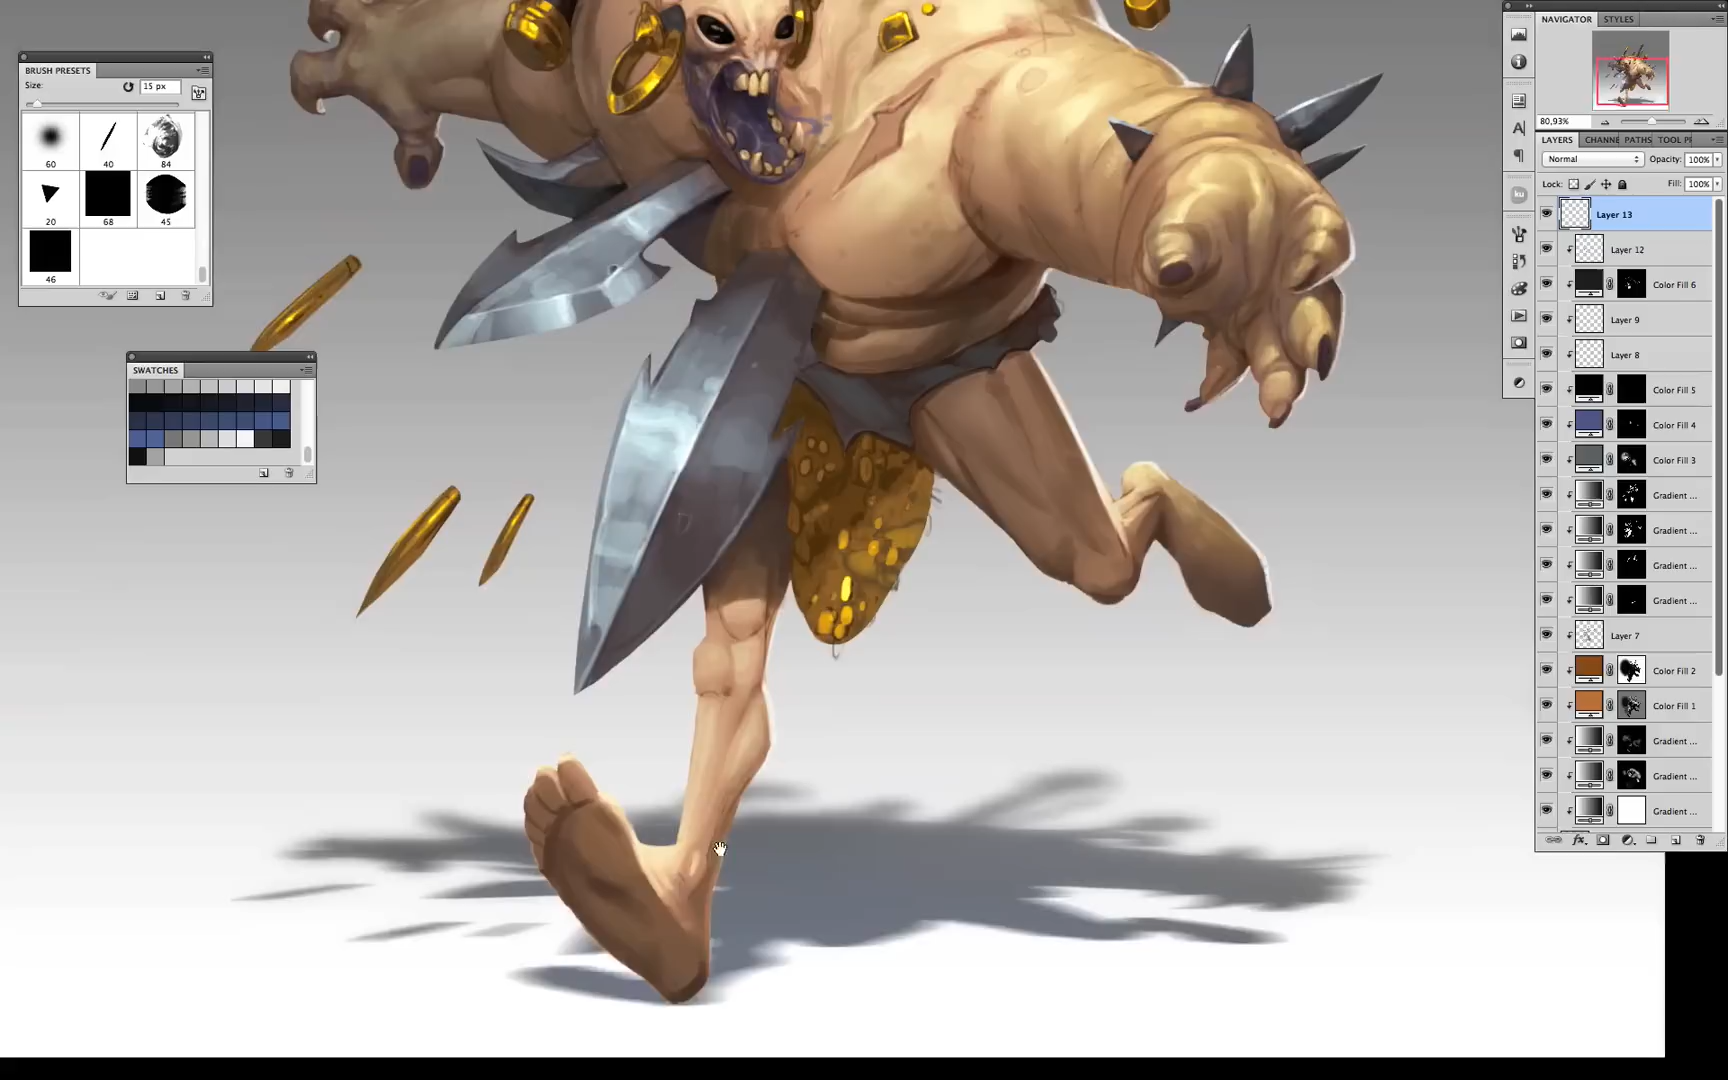 BRUSH PRESETS
Size: 15 px
60 40 84
20 68 45
46
SWATCHES
NAVIGATOR STYLES
80,93%
LAYERS CHANNE PATHS TOOL P
Normal Opacity: 100%
Lock: Fill: 100%
ku
Layer 13
Layer 12
Color Fill 6
Layer 9
Layer 8
Color Fill 5
Color Fill 4
Color Fill 3
Gradient ...
Gradient ...
Gradient ...
Gradient ...
Layer 7
Color Fill 2
Color Fill 1
Gradient ...
Gradient ...
Gradient ...